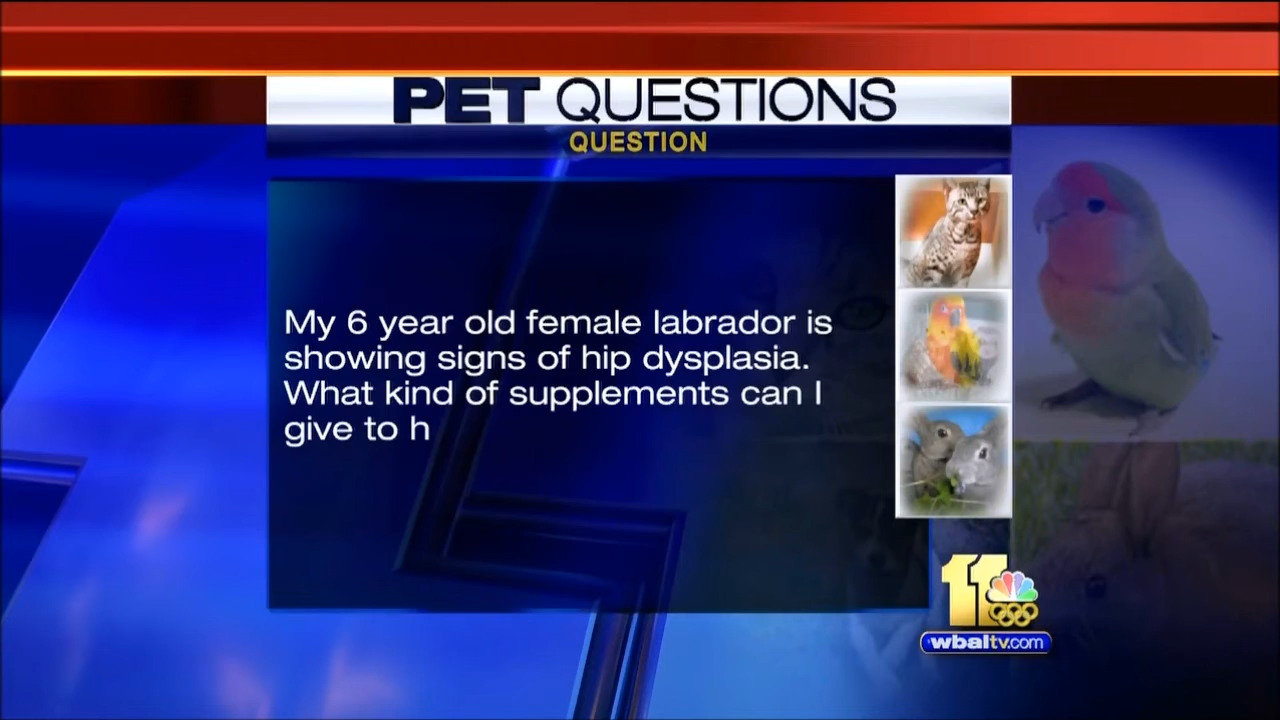 PET QUESTIONS
QUESTION
My 6 year old female labrador is
showing signs of hip dysplasia.
What kind of supplements can I
give to h
11
wbaltv.com